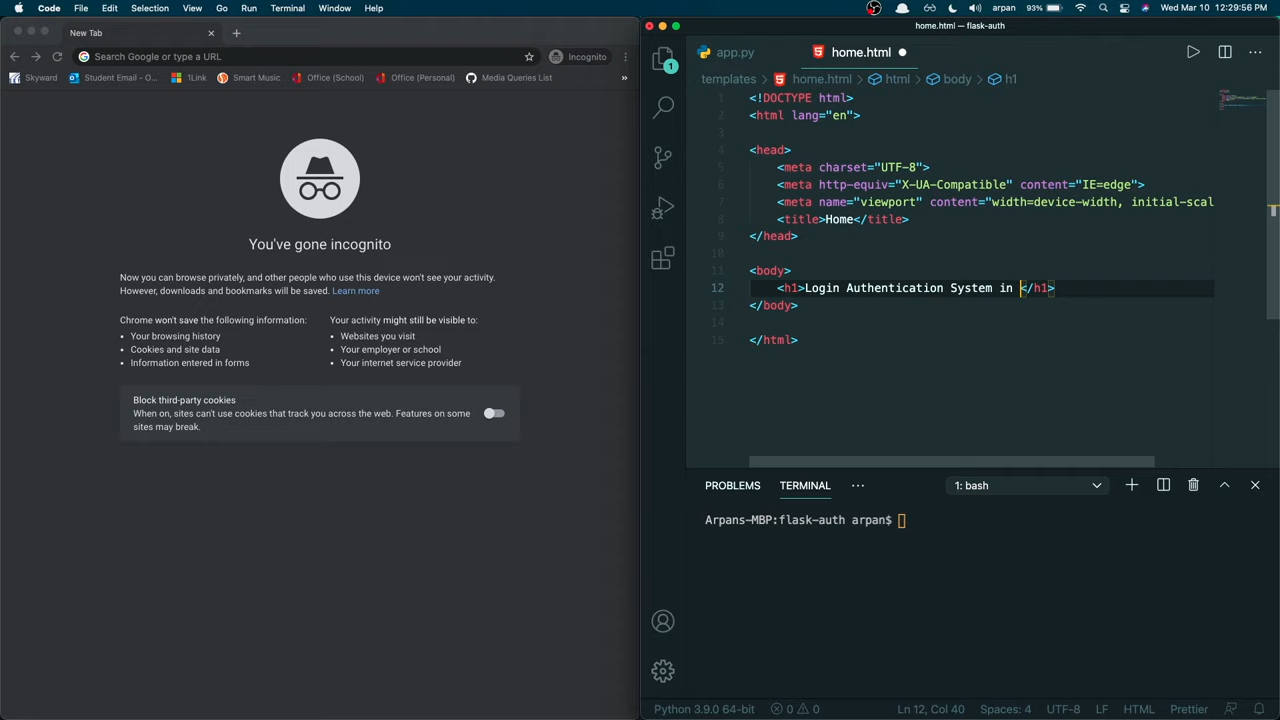 Code File Edit Selection View Go Run Terminal Window Help
arpan 93% Wed Mar 10 12:29:56 PM
New Tab
Search Google or type a URL
Incognito
Skyward Student Email - O... 1Link Smart Music Office (School) Office (Personal) Media Queries List »
You've gone incognito
Now you can browse privately, and other people who use this device won't see your activity.
However, downloads and bookmarks will be saved. Learn more
Chrome won't save the following information:
• Your browsing history
• Cookies and site data
• Information entered in forms
Your activity might still be visible to:
• Websites you visit
• Your employer or school
• Your internet service provider
Block third-party cookies
When on, sites can't use cookies that track you across the web. Features on some
sites may break.
home.html — flask-auth
app.py home.html
templates > home.html > html > body > h1
1 <!DOCTYPE html>
2 <html lang="en">
3
4 <head>
5 <meta charset="UTF-8">
6 <meta http-equiv="X-UA-Compatible" content="IE=edge">
7 <meta name="viewport" content="width=device-width, initial-scal
8 <title>Home</title>
9 </head>
10
11 <body>
12 <h1>Login Authentication System in </h1>
13 </body>
14
15 </html>
1
PROBLEMS TERMINAL ··· 1: bash
Arpans-MBP:flask-auth arpan$
Python 3.9.0 64-bit 0 0 Ln 12, Col 40 Spaces: 4 UTF-8 LF HTML Prettier